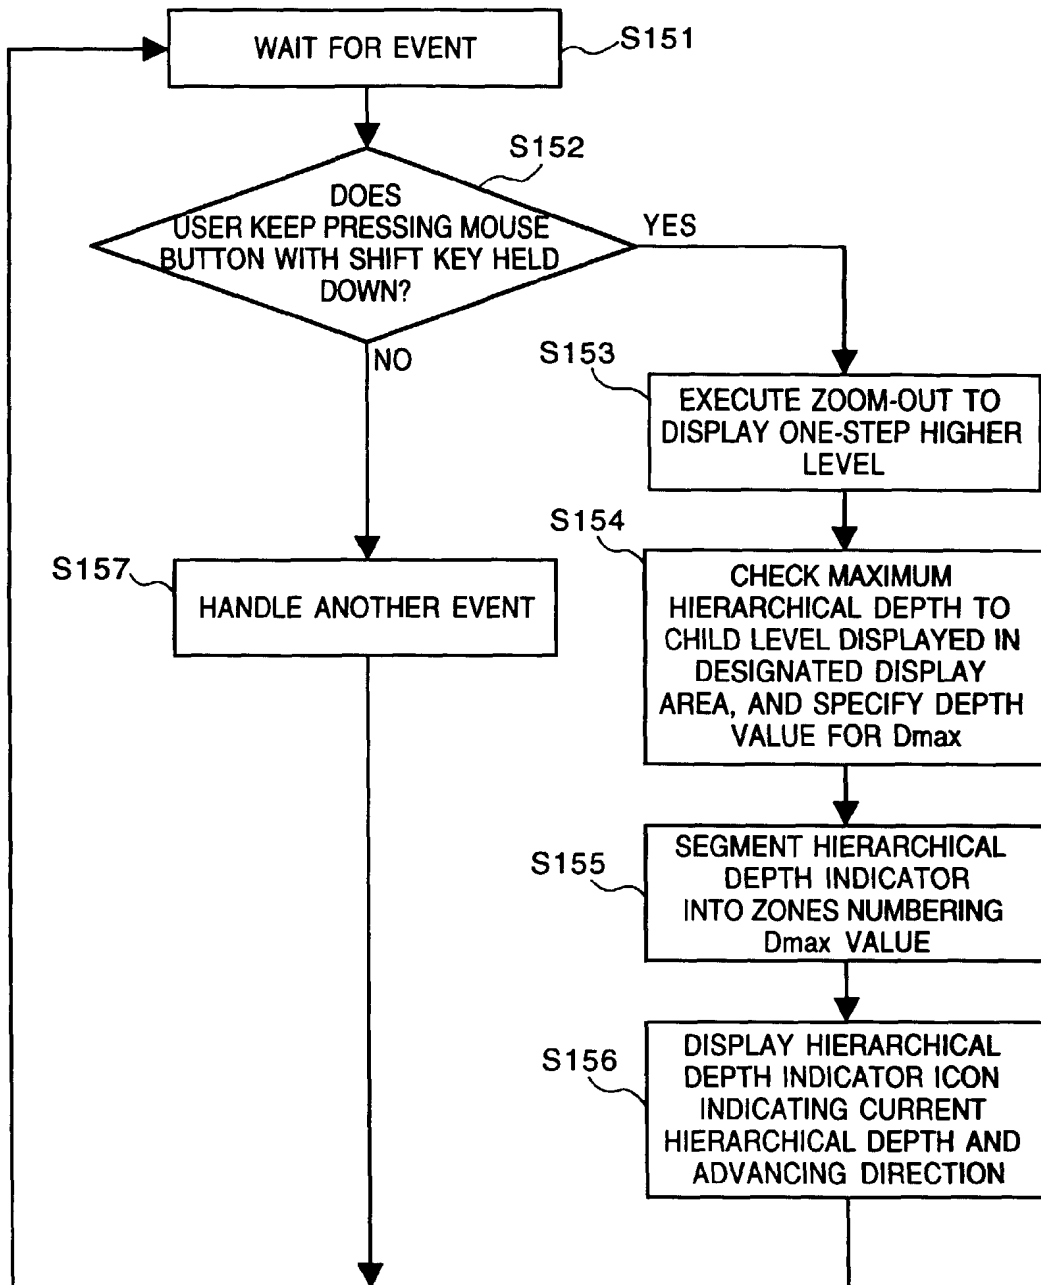 WAIT FOR EVENT
S151
S152
DOES
USER KEEP PRESSING MOUSE
BUTTON WITH SHIFT KEY HELD
DOWN?
YES
NO
S153
EXECUTE ZOOM-OUT TO
DISPLAY ONE-STEP HIGHER
LEVEL
S154
CHECK MAXIMUM
HIERARCHICAL DEPTH TO
CHILD LEVEL DISPLAYED IN
DESIGNATED DISPLAY
AREA, AND SPECIFY DEPTH
VALUE FOR Dmax
S157
HANDLE ANOTHER EVENT
S155
SEGMENT HIERARCHICAL
DEPTH INDICATOR
INTO ZONES NUMBERING
Dmax VALUE
S156
DISPLAY HIERARCHICAL
DEPTH INDICATOR ICON
INDICATING CURRENT
HIERARCHICAL DEPTH AND
ADVANCING DIRECTION